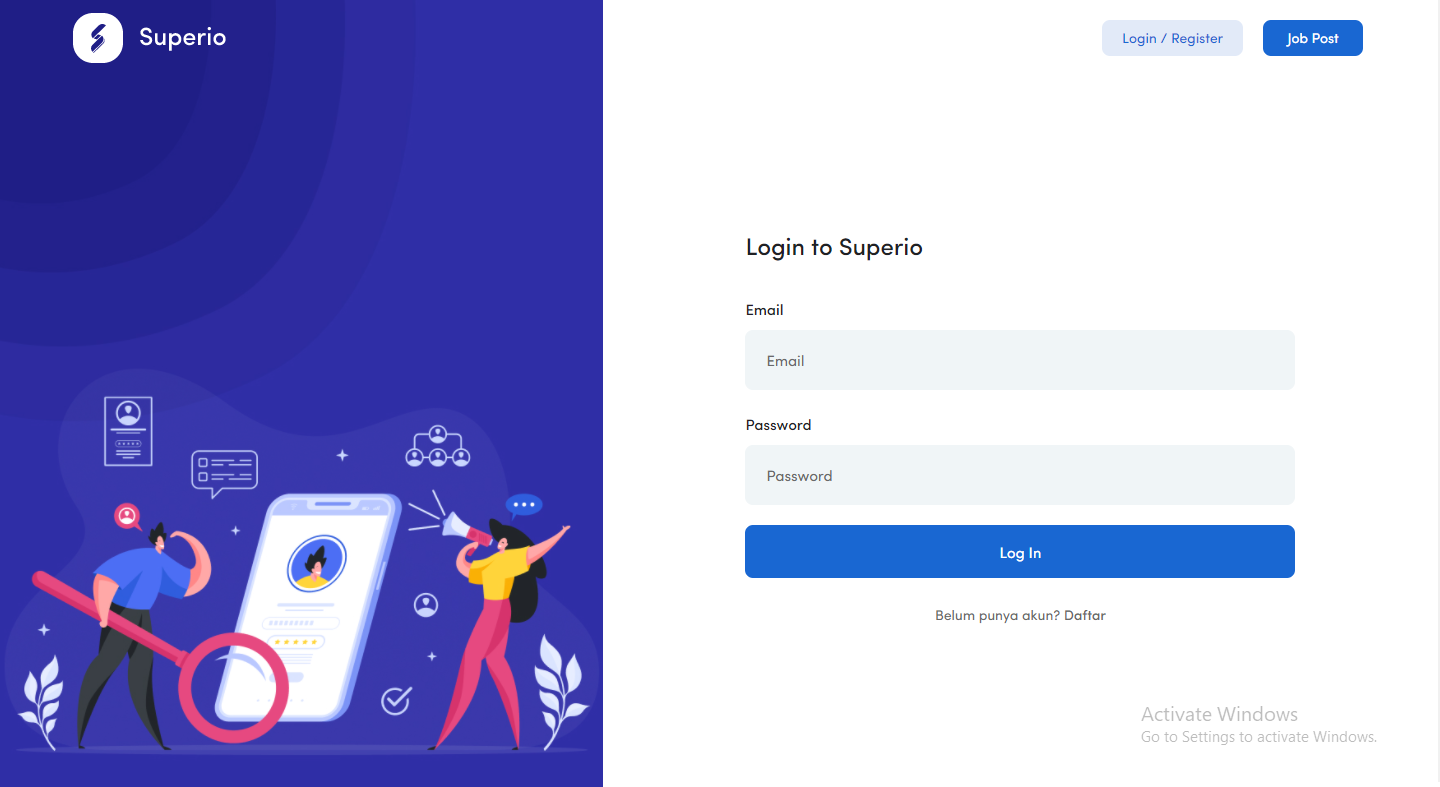 Superio
Login / Register
Job Post
Login to Superio
Email
Email
Password
Password
Log In
Belum punya akun? Daftar
Activate Windows
Go to Settings to activate Windows.